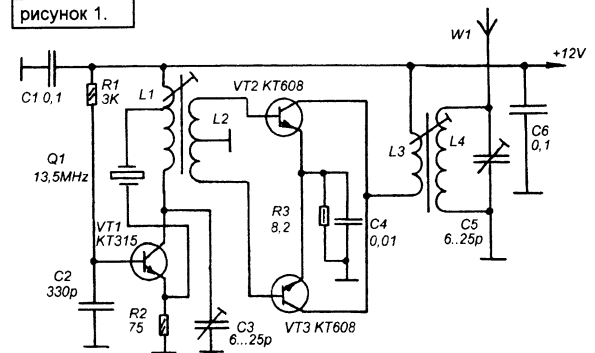 рисунок 1.
W1
+12V
C1 0,1
R1
3K
L1
VT2 KT608
L2
L3
L4
C6
0,1
Q1
13,5MHz
R3
8,2
C4
0,01
C5
6..25p
VT1
KT315
C2
330p
R2
75
C3
6...25p
VT3 KT608